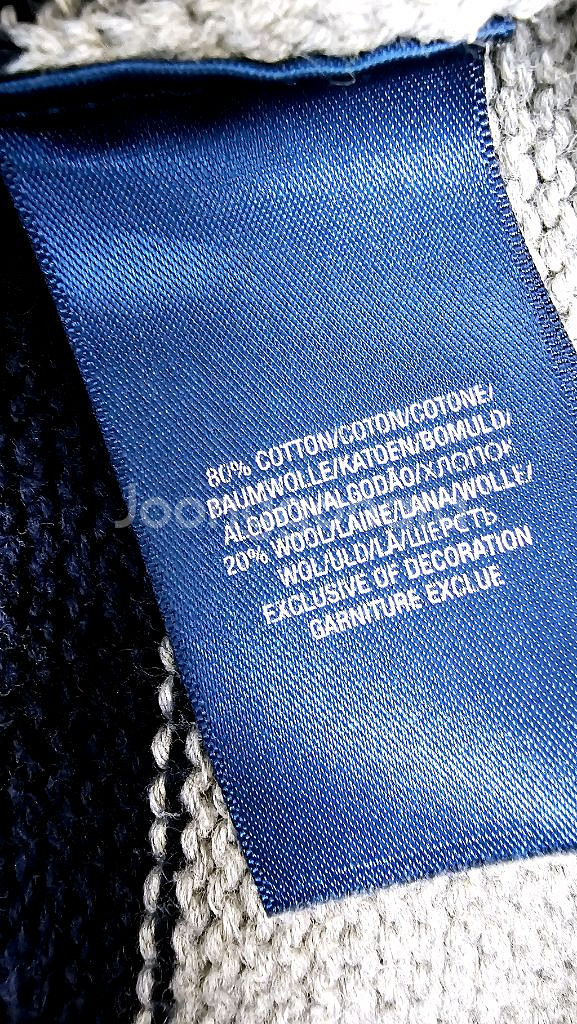 80% COTTON/COTON/COTONE/
BAUMWOLLE/KATOEN/BOMULD/
ALGODÓN/ALGODÃO/ХЛОПОК
20% WOOL/LAINE/LANA/WOLLE/
WOL/ULD/LÃ/ШЕРСТЬ
EXCLUSIVE OF DECORATION
GARNITURE EXCLUE